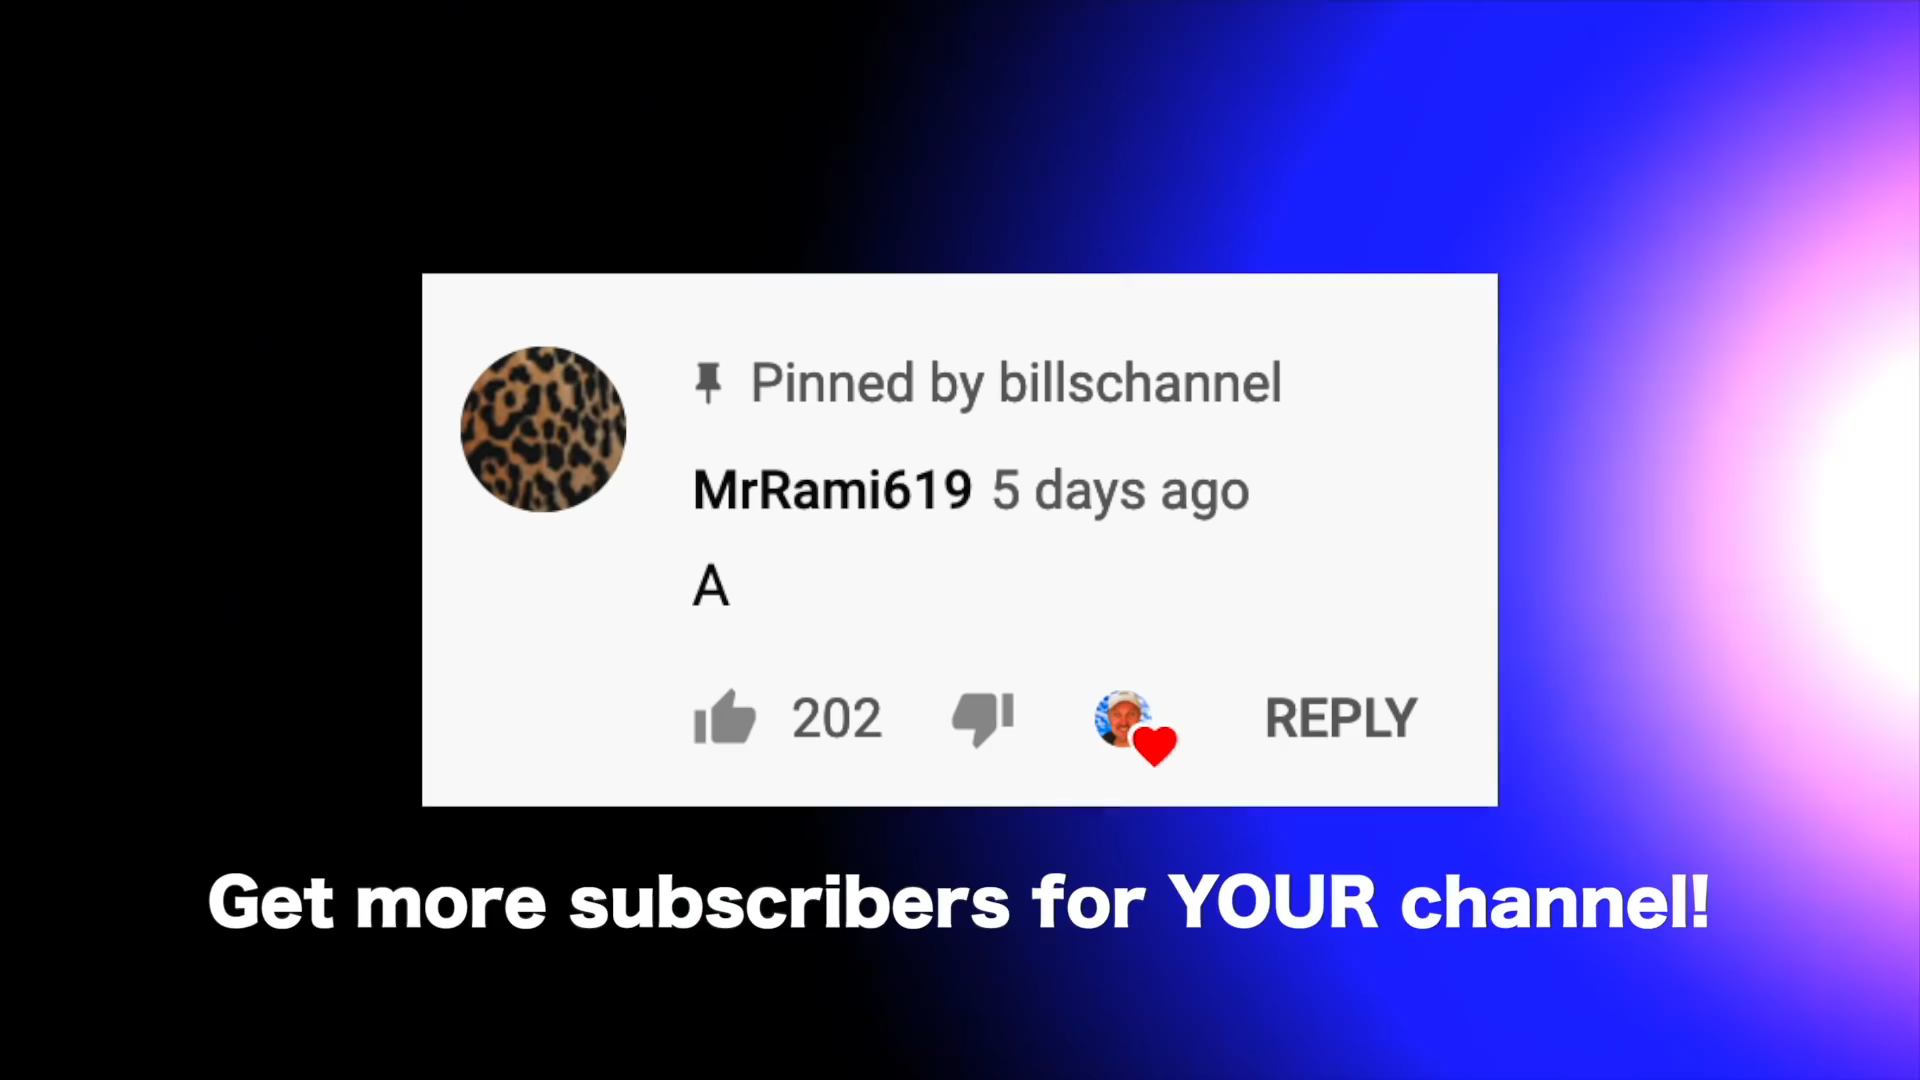 Pinned by billschannel
MrRami619 5 days ago
A
202 REPLY
Get more subscribers for YOUR channel!